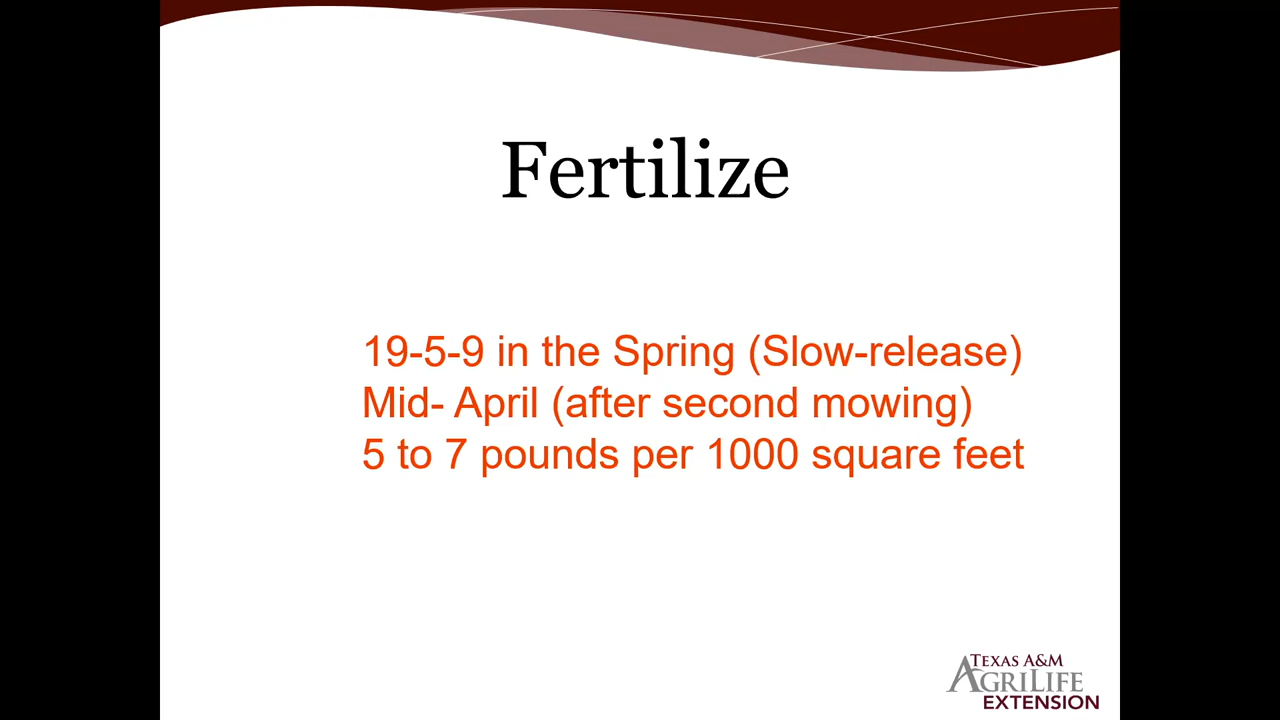 Fertilize
19-5-9 in the Spring (Slow-release)
Mid- April (after second mowing)
5 to 7 pounds per 1000 square feet
TEXAS A&M
AGRILIFE
EXTENSION